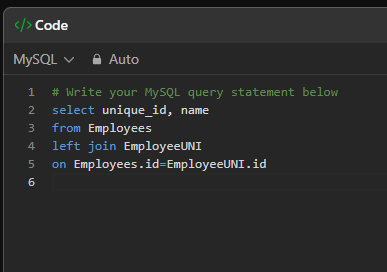 </> Code
MySQL Auto
1 # Write your MySQL query statement below
2 select unique_id, name
3 from Employees
4 left join EmployeeUNI
5 on Employees.id=EmployeeUNI.id
6